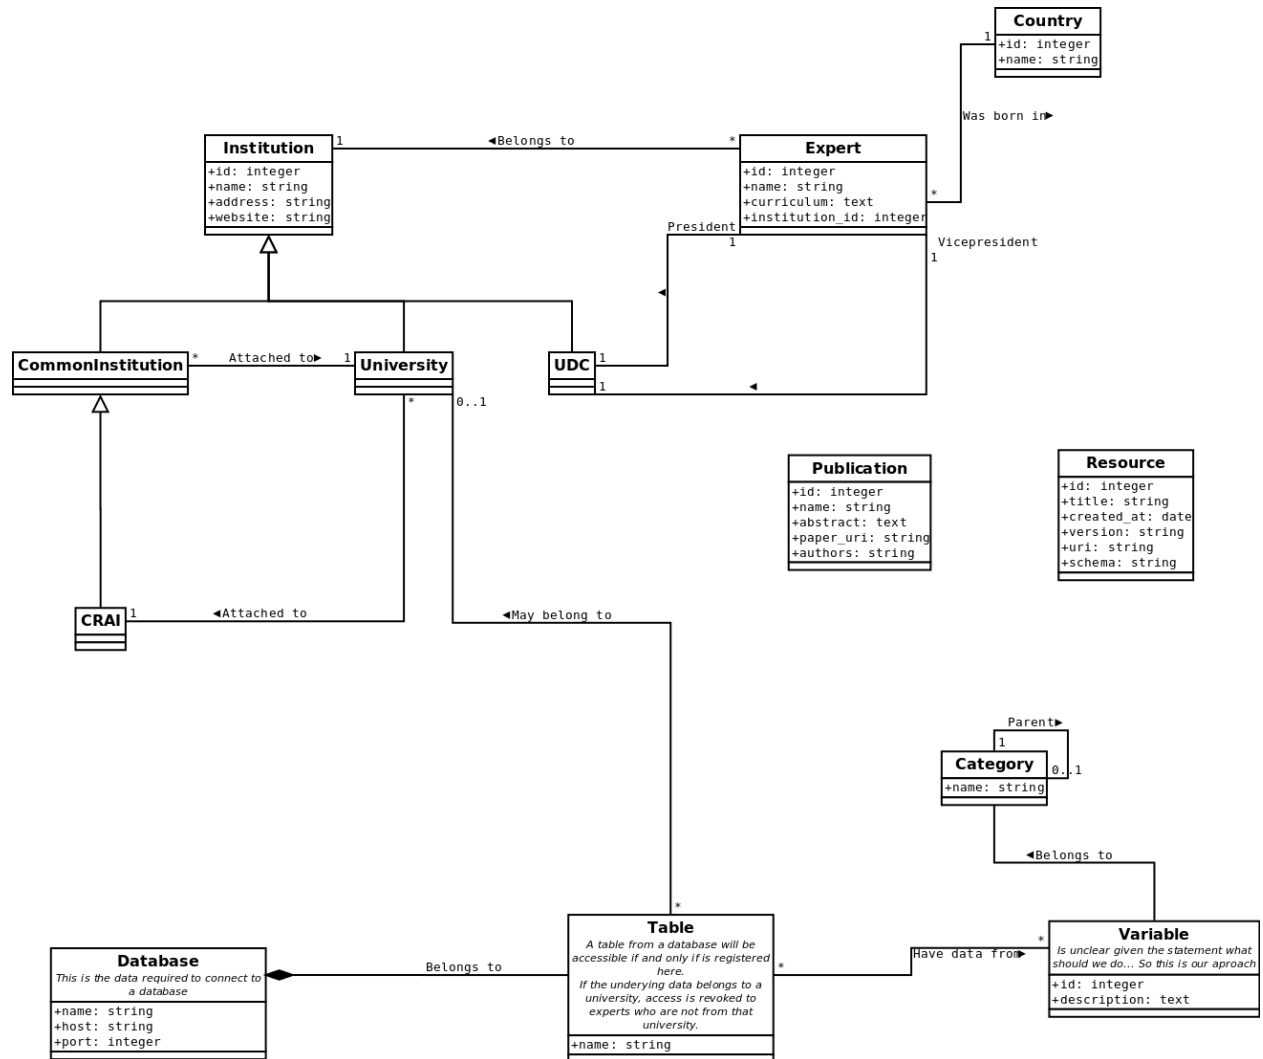 Country
+id: integer
+name: string
1
Was born in►
Institution
+id: integer
+name: string
+address: string
+website: string
1
◄Belongs to
*
Expert
+id: integer
+name: string
+curriculum: text
+institution_id: integer
*
President
1
Vicepresident
1
◄
CommonInstitution
*
Attached to►
1
University
UDC
1
1
◄
*
0..1
Publication
+id: integer
+name: string
+abstract: text
+paper_uri: string
+authors: string
Resource
+id: integer
+title: string
+created_at: date
+version: string
+uri: string
+schema: string
CRAI
1
◄Attached to
◄May belong to
Parent►
1
Category
0..1
+name: string
◄Belongs to
*
Table
A table from a database will be
accessible if and only if is registered
here.
If the underying data belongs to a
university, access is revoked to
experts who are not from that
university.
+name: string
Database
This is the data required to connect to
a database
+name: string
+host: string
+port: integer
Belongs to
*
Have data from►
*
Variable
Is unclear given the statement what
should we do... So this is our aproach
+id: integer
+description: text